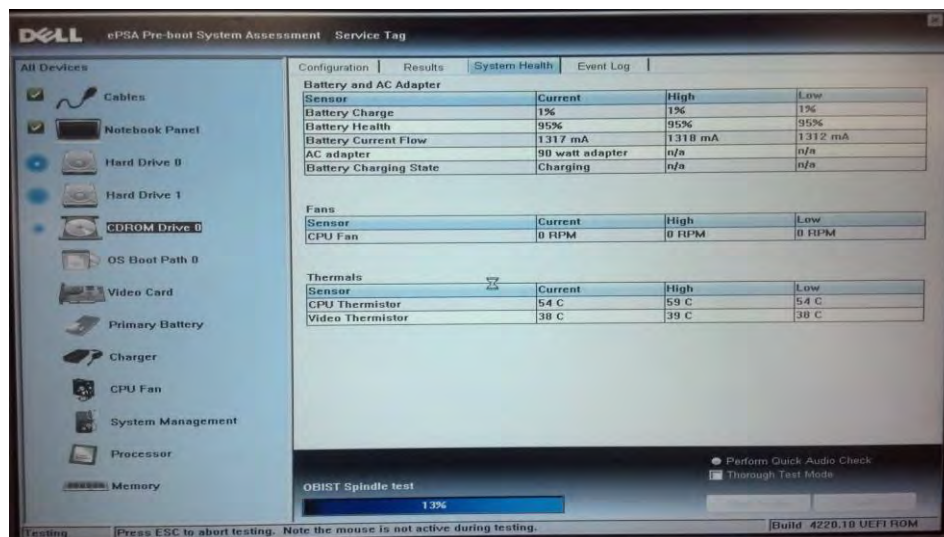 DELL ePSA Pre-boot System Assessment Service Tag
All Devices
Cables
Notebook Panel
Hard Drive 0
Hard Drive 1
CDROM Drive 0
OS Boot Path 0
Video Card
Primary Battery
Charger
CPU Fan
System Management
Processor
Memory
Configuration Results System Health Event Log
Battery and AC Adapter
Sensor Current High Low
Battery Charge 1% 1% 1%
Battery Health 95% 95% 95%
Battery Current Flow 1317 mA 1318 mA 1312 mA
AC adapter 90 watt adapter n/a n/a
Battery Charging State Charging n/a n/a
Fans
Sensor Current High Low
CPU Fan 0 RPM 0 RPM 0 RPM
Thermals
Sensor Current High Low
CPU Thermistor 54 C 59 C 54 C
Video Thermistor 38 C 39 C 38 C
Perform Quick Audio Check
Thorough Test Mode
OBIST Spindle test
13%
Testing Press ESC to abort testing. Note the mouse is not active during testing. Build 4220.10 UEFI ROM